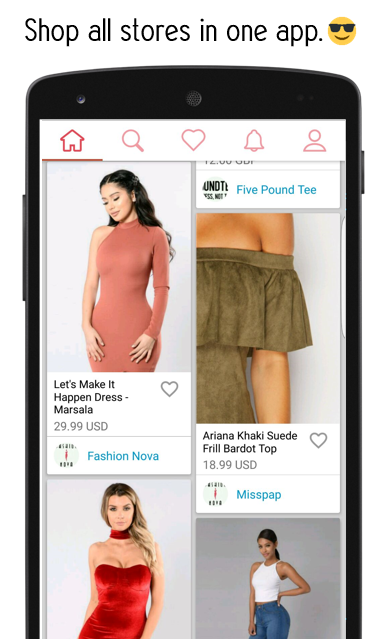 Shop all stores in one app.😎
12.00 GBP
Five Pound Tee
Let's Make It
Happen Dress -
Marsala
29.99 USD
Fashion Nova
Ariana Khaki Suede
Frill Bardot Top
18.99 USD
Misspap